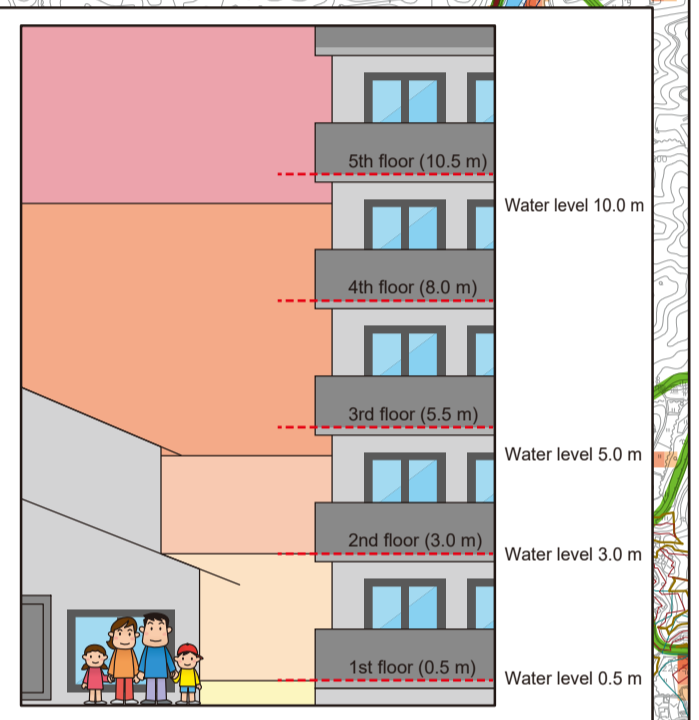 5th floor (10.5 m)
Water level 10.0 m
4th floor (8.0 m)
3rd floor (5.5 m)
Water level 5.0 m
2nd floor (3.0 m)
Water level 3.0 m
1st floor (0.5 m)
Water level 0.5 m